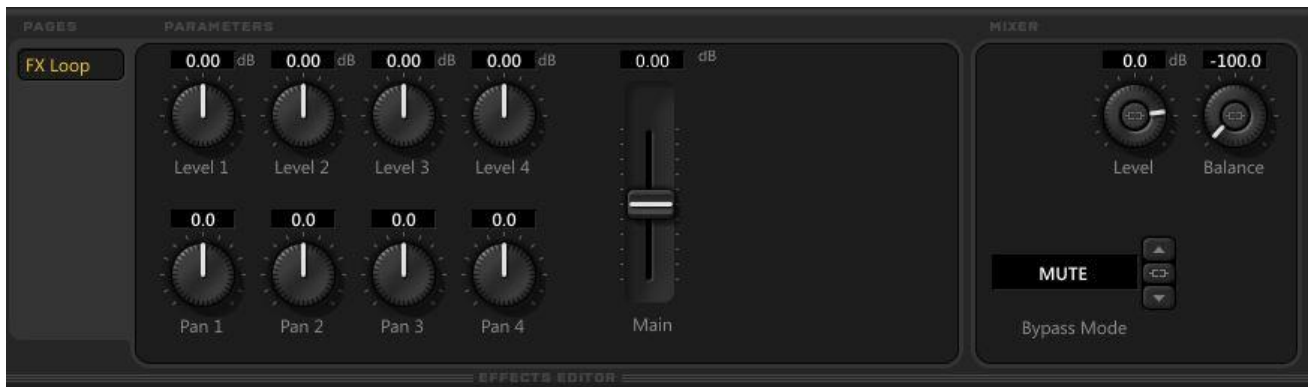 PAGES PARAMETERS MIXER
FX Loop
0.00 dB 0.00 dB 0.00 dB 0.00 dB 0.00 dB 0.0 dB -100.0
Level 1 Level 2 Level 3 Level 4 Level Balance
0.0 0.0 0.0 0.0
MUTE
Pan 1 Pan 2 Pan 3 Pan 4 Main Bypass Mode
EFFECTS EDITOR